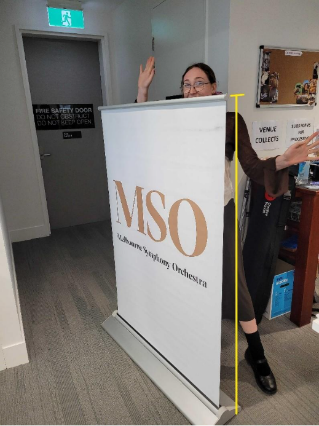 FIRE SAFETY DOOR
DO NOT OBSTRUCT
DO NOT KEEP OPEN
VENUE
COLLECTS
MSO
Melbourne Symphony Orchestra